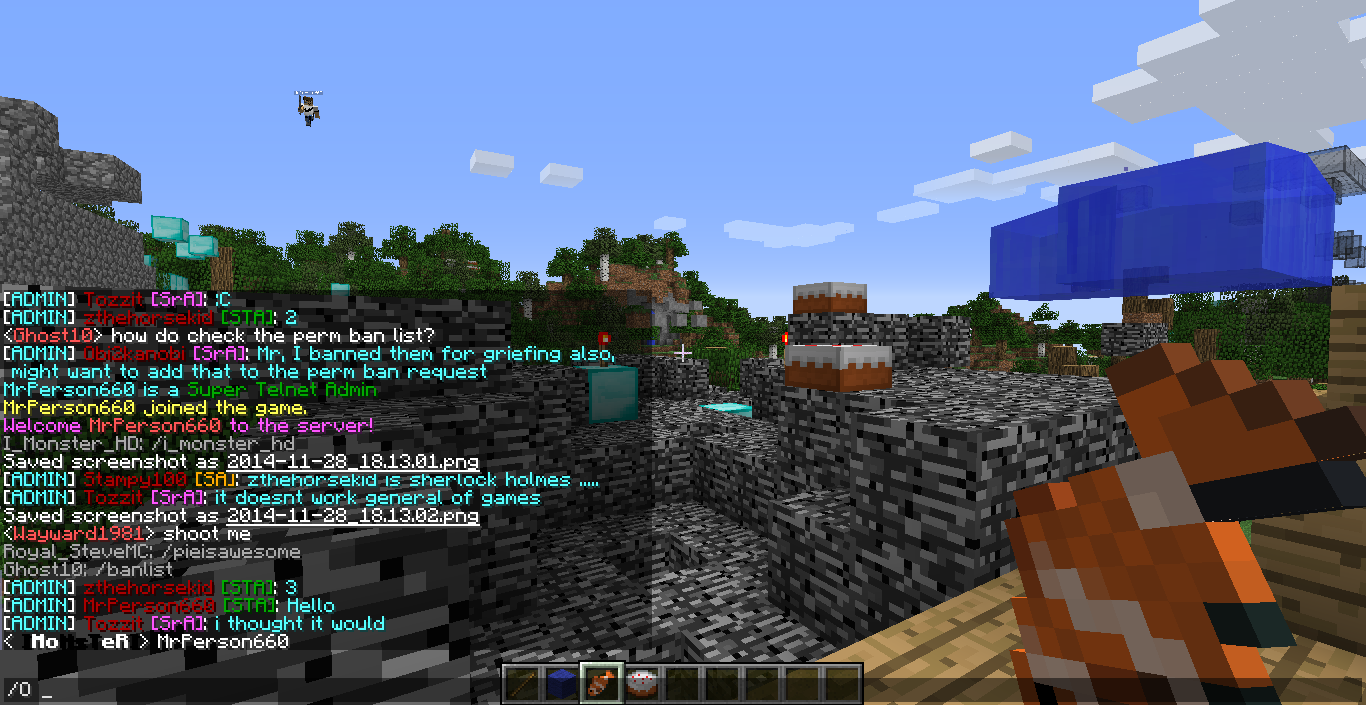 [ADMIN] Tozzit [SrA]: :C
[ADMIN] zthehorsekid [STA]: 2
<Ghost10> how do check the perm ban list?
[ADMIN] Obi2kanobi [SrA]: Mr, I banned them for griefing also,
might want to add that to the perm ban request
MrPerson660 is a Super Telnet Admin
MrPerson660 joined the game.
Welcome MrPerson660 to the server!
I_Monster_HD: /i_monster_hd
Saved screenshot as 2014-11-28_18.13.01.png
[ADMIN] Stampy100 [SA]: zthehorsekid is sherlock holmes .....
[ADMIN] Tozzit [SrA]: it doesnt work general of games
Saved screenshot as 2014-11-28_18.13.02.png
<Wayward1981> shoot me
Royal_SteveMC: /pieisawesome
Ghost10: /banlist
[ADMIN] zthehorsekid [STA]: 3
[ADMIN] MrPerson660 [STA]: Hello
[ADMIN] Tozzit [SrA]: i thought it would
< Mo eR > MrPerson660
/O _